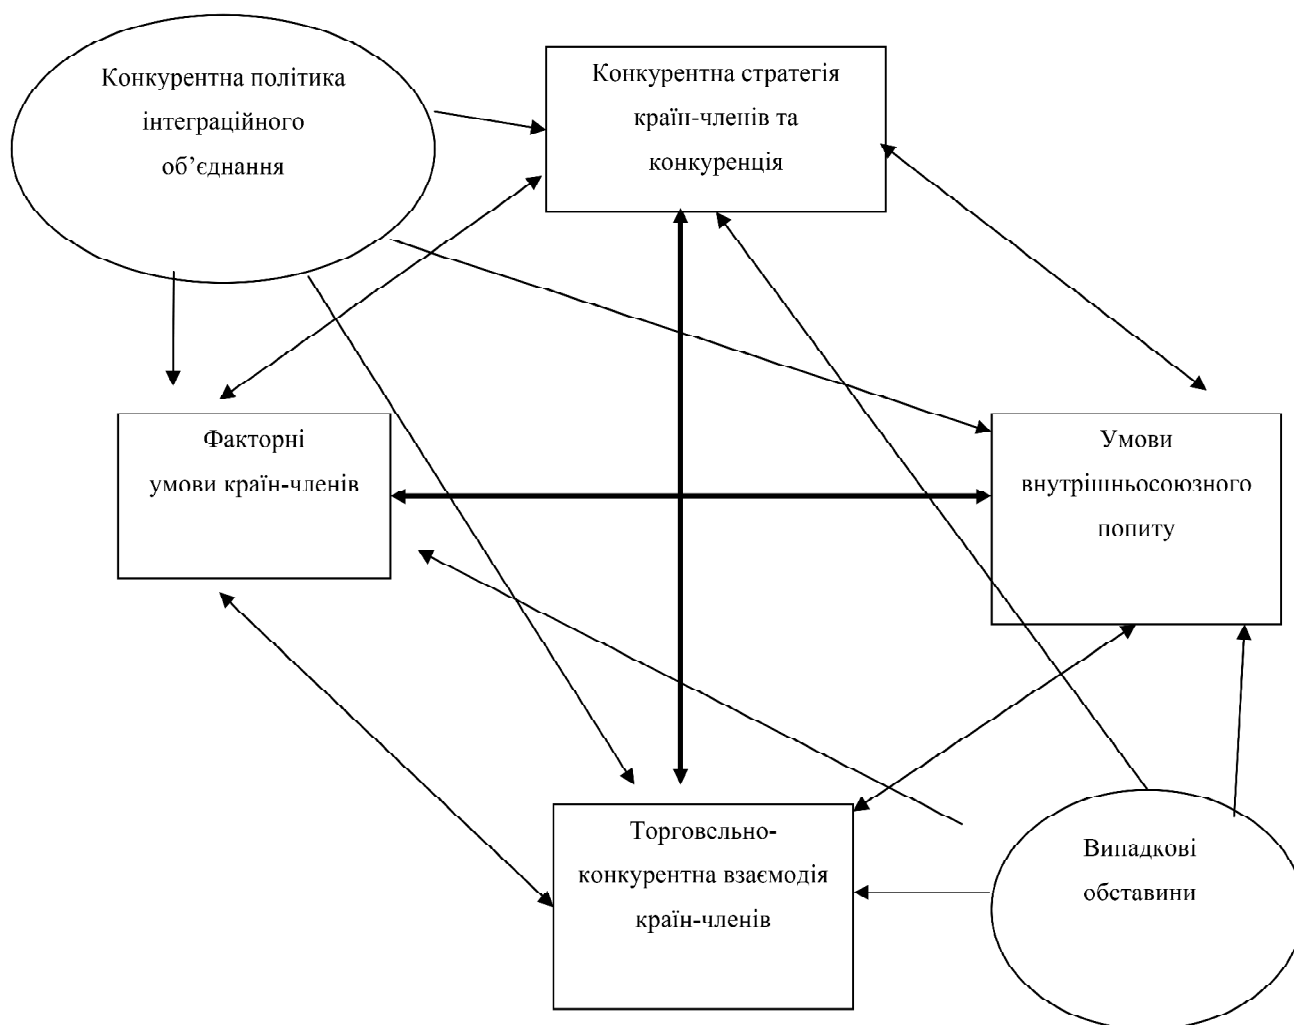 Конкурентна політика
інтеграційного
об’єднання
Конкурентна стратегія
країн-членів та
конкуренція
Факторні
умови країн-членів
Умови
внутрішньосоюзного
попиту
Торговельно-
конкурентна взаємодія
країн-членів
Випадкові
обставини